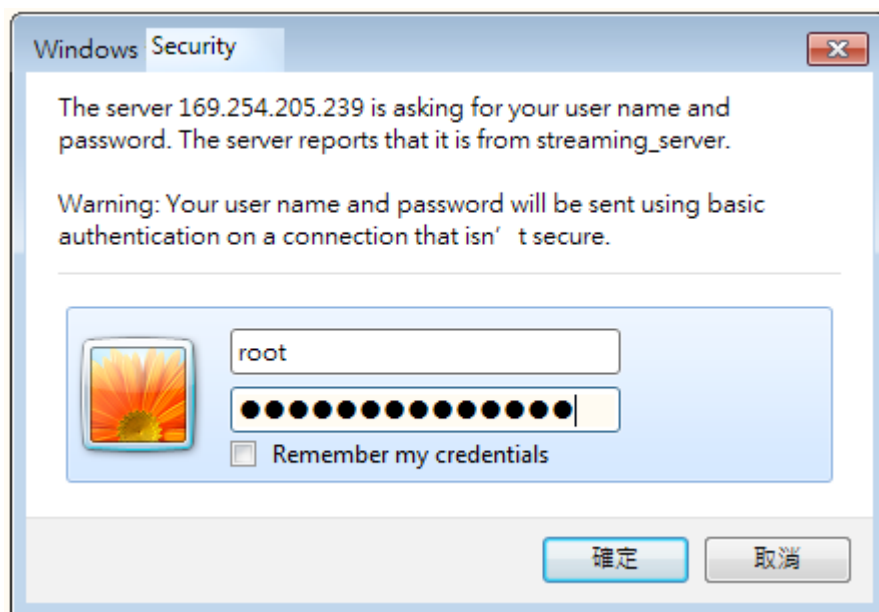 Windows Security
The server 169.254.205.239 is asking for your user name and
password. The server reports that it is from streaming_server.
Warning: Your user name and password will be sent using basic
authentication on a connection that isn’ t secure.
root
●●●●●●●●●●●●●●
Remember my credentials
確定 取消